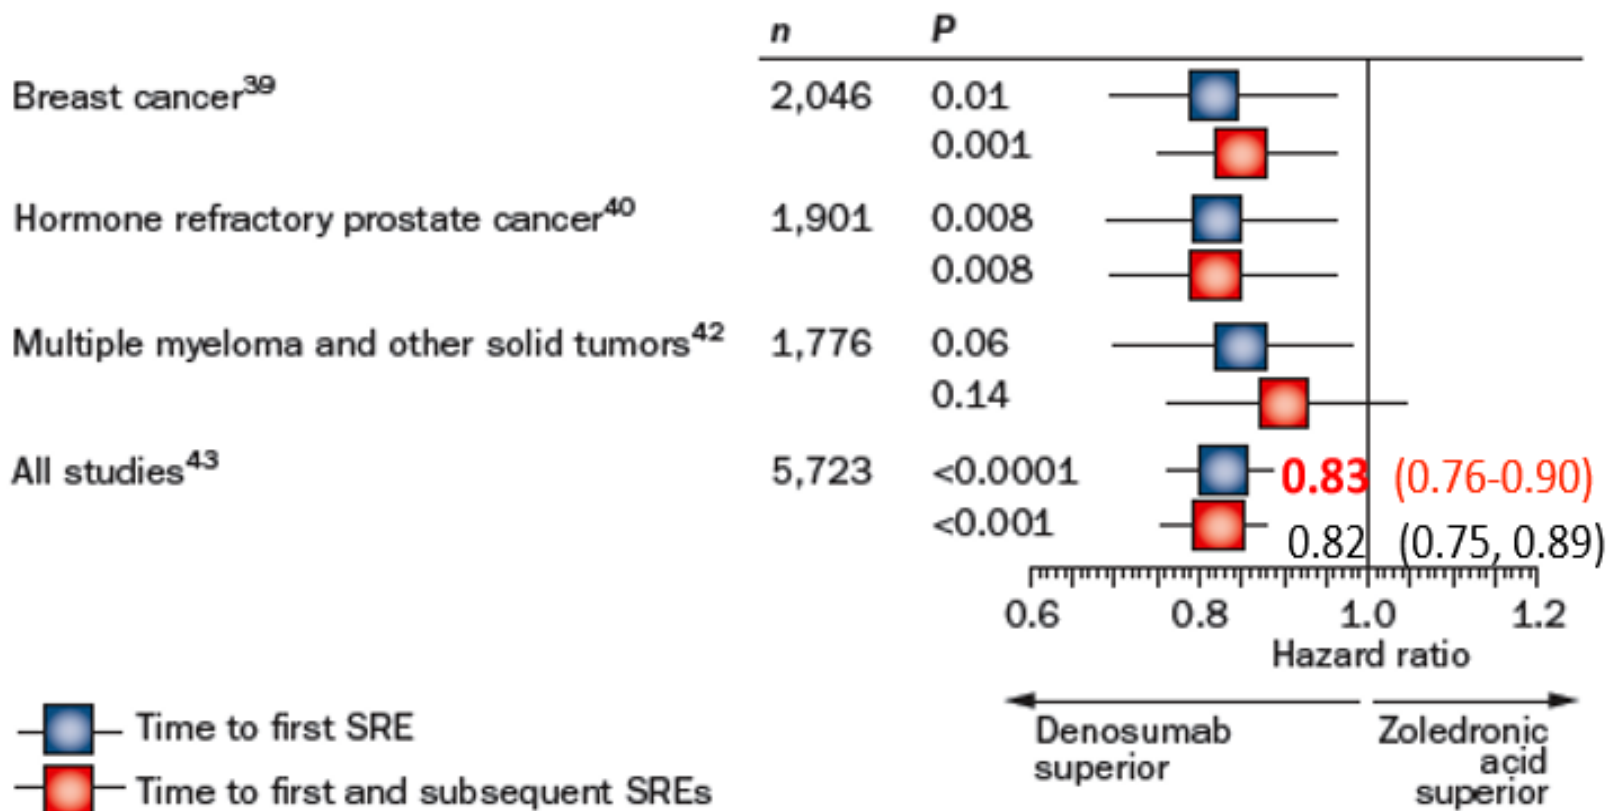 n P
Breast cancer39 2,046 0.01
0.001
Hormone refractory prostate cancer40 1,901 0.008
0.008
Multiple myeloma and other solid tumors42 1,776 0.06
0.14
All studies43 5,723 <0.0001 0.83 (0.76-0.90)
<0.001 0.82 (0.75, 0.89)
0.6 0.8 1.0 1.2
Hazard ratio
Denosumab superior
Zoledronic acid superior
Time to first SRE
Time to first and subsequent SREs